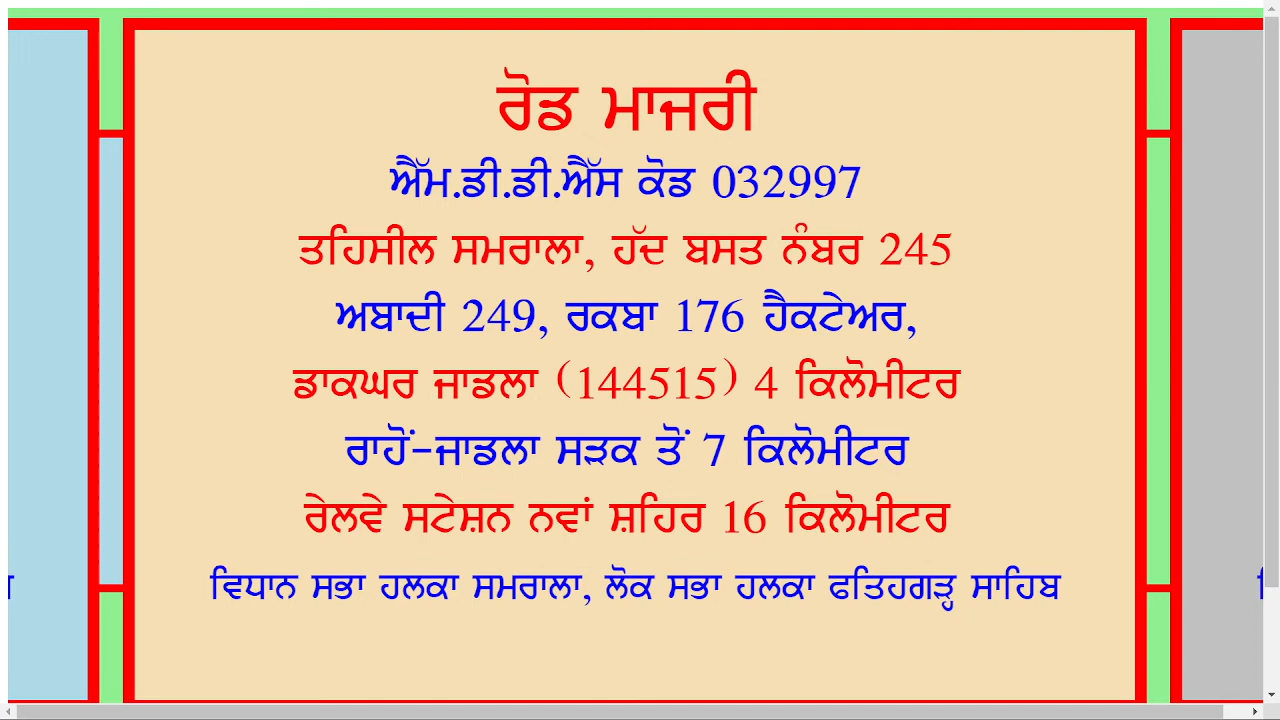 ਰੋਡ ਮਾਜਰੀ
ਐੱਮ.ਡੀ.ਡੀ.ਐੱਸ ਕੋਡ 032997
ਤਹਿਸੀਲ ਸਮਰਾਲਾ, ਹੱਦ ਬਸਤ ਨੰਬਰ 245
ਅਬਾਦੀ 249, ਰਕਬਾ 176 ਹੈਕਟੇਅਰ,
ਡਾਕਘਰ ਜਾਡਲਾ (144515) 4 ਕਿਲੋਮੀਟਰ
ਰਾਹੋਂ-ਜਾਡਲਾ ਸੜਕ ਤੋਂ 7 ਕਿਲੋਮੀਟਰ
ਰੇਲਵੇ ਸਟੇਸ਼ਨ ਨਵਾਂ ਸ਼ਹਿਰ 16 ਕਿਲੋਮੀਟਰ
ਵਿਧਾਨ ਸਭਾ ਹਲਕਾ ਸਮਰਾਲਾ, ਲੋਕ ਸਭਾ ਹਲਕਾ ਫਤਿਹਗੜ੍ਹ ਸਾਹਿਬ